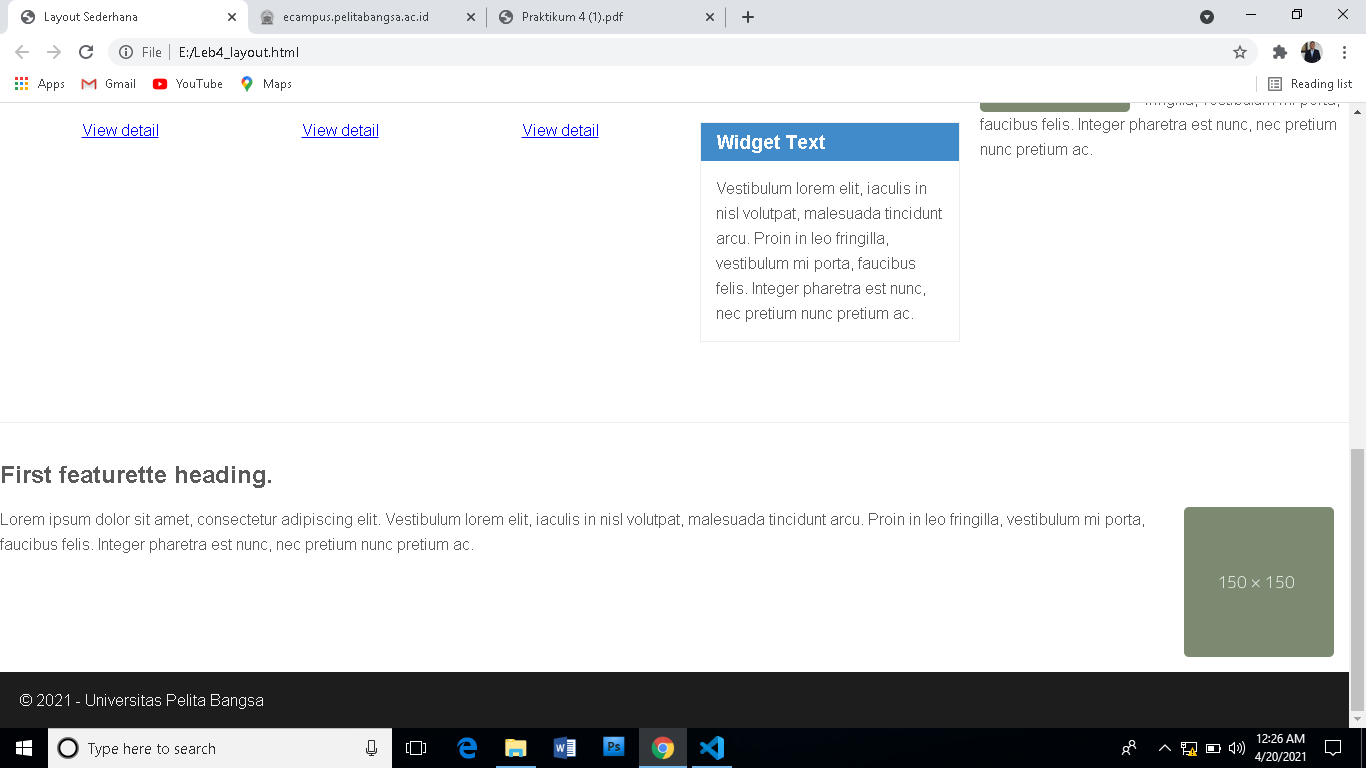 Layout Sederhana
ecampus.pelitabangsa.ac.id
Praktikum 4 (1).pdf
File
E:/Leb4_layout.html
Apps
Gmail
YouTube
Maps
Reading list
View detail
View detail
View detail
Widget Text
Vestibulum lorem elit, iaculis in
nisl volutpat, malesuada tincidunt
arcu. Proin in leo fringilla,
vestibulum mi porta, faucibus
felis. Integer pharetra est nunc,
nec pretium nunc pretium ac.
fringilla, vestibulum mi porta,
faucibus felis. Integer pharetra est nunc, nec pretium
nunc pretium ac.
First featurette heading.
Lorem ipsum dolor sit amet, consectetur adipiscing elit. Vestibulum lorem elit, iaculis in nisl volutpat, malesuada tincidunt arcu. Proin in leo fringilla, vestibulum mi porta,
faucibus felis. Integer pharetra est nunc, nec pretium nunc pretium ac.
150 × 150
© 2021 - Universitas Pelita Bangsa
Type here to search
Ps
12:26 AM
4/20/2021